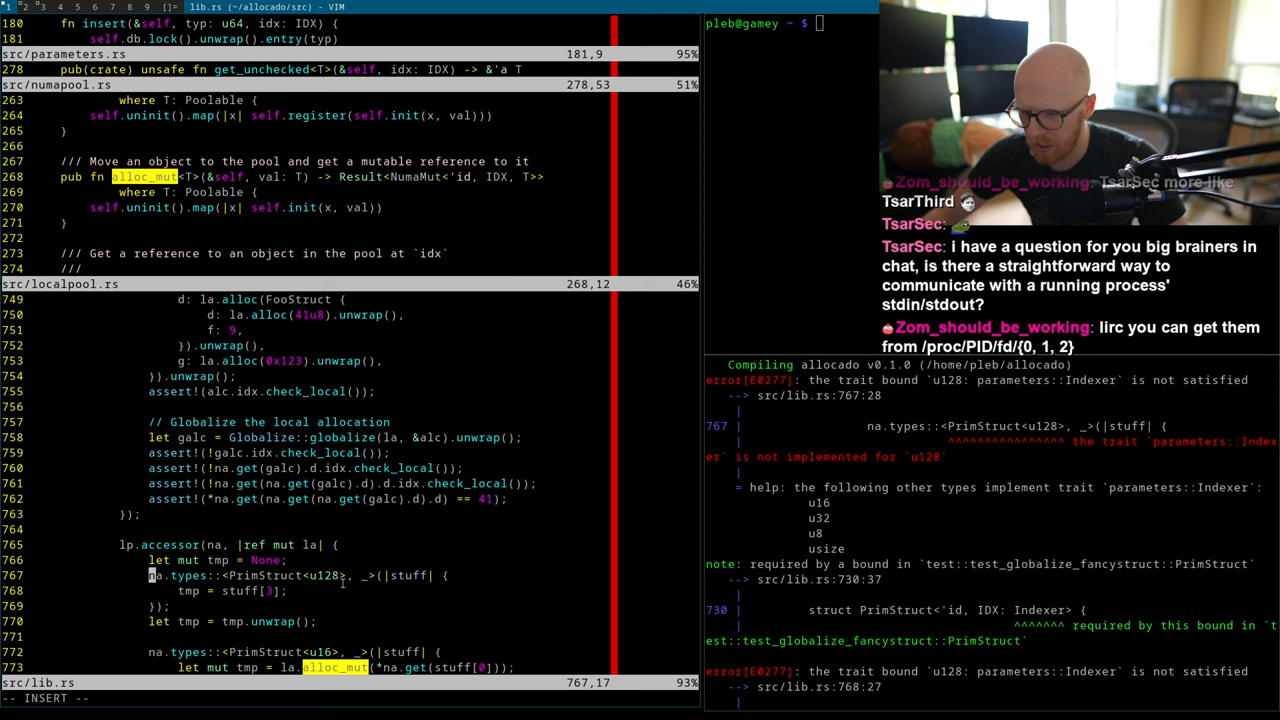 1 2 3 4 5 6 7 8 9 []= lib.rs (~/allocado/src) - VIM
180 fn insert(&self, typ: u64, idx: IDX) {
181 self.db.lock().unwrap().entry(typ)
src/parameters.rs 181,9 95%
278 pub(crate) unsafe fn get_unchecked<T>(&self, idx: IDX) -> &'a T
src/numapool.rs 278,53 51%
263 where T: Poolable {
264 self.uninit().map(|x| self.register(self.init(x, val)))
265 }
266
267 /// Move an object to the pool and get a mutable reference to it
268 pub fn alloc_mut<T>(&self, val: T) -> Result<NumaMut<'id, IDX, T>>
269 where T: Poolable {
270 self.uninit().map(|x| self.init(x, val))
271 }
272
273 /// Get a reference to an object in the pool at `idx`
274 ///
src/localpool.rs 268,12 46%
749 d: la.alloc(FooStruct {
750 d: la.alloc(41u8).unwrap(),
751 f: 9,
752 }).unwrap(),
753 g: la.alloc(0x123).unwrap(),
754 }).unwrap();
755 assert!(alc.idx.check_local());
756
757 // Globalize the local allocation
758 let galc = Globalize::globalize(la, &alc).unwrap();
759 assert!(!galc.idx.check_local());
760 assert!(!na.get(galc).d.idx.check_local());
761 assert!(!na.get(na.get(galc).d).d.idx.check_local());
762 assert!(*na.get(na.get(na.get(galc).d).d) == 41);
763 });
764
765 lp.accessor(na, |ref mut la| {
766 let mut tmp = None;
767 na.types::<PrimStruct<u128>, _>(|stuff| {
768 tmp = stuff[3];
769 });
770 let tmp = tmp.unwrap();
771
772 na.types::<PrimStruct<u16>, _>(|stuff| {
773 let mut tmp = la.alloc_mut(*na.get(stuff[0]));
src/lib.rs 767,17 93%
-- INSERT --
pleb@gamey ~ $
Compiling allocado v0.1.0 (/home/pleb/allocado)
error[E0277]: the trait bound `u128: parameters::Indexer` is not satisfied
--> src/lib.rs:767:28
|
767 | na.types::<PrimStruct<u128>, _>(|stuff| {
| ^^^^^^^^^^^^^^^^ the trait `parameters::Index
er` is not implemented for `u128`
|
= help: the following other types implement trait `parameters::Indexer`:
u16
u32
u8
usize
note: required by a bound in `test::test_globalize_fancystruct::PrimStruct`
--> src/lib.rs:730:37
|
730 | struct PrimStruct<'id, IDX: Indexer> {
| ^^^^^^^ required by this bound in `t
est::test_globalize_fancystruct::PrimStruct`
error[E0277]: the trait bound `u128: parameters::Indexer` is not satisfied
--> src/lib.rs:768:27
|
Zom_should_be_working: TsarSec more like
TsarThird
TsarSec:
TsarSec: i have a question for you big brainers in
chat, is there a straightforward way to
communicate with a running process'
stdin/stdout?
Zom_should_be_working: Iirc you can get them
from /proc/PID/fd/{0, 1, 2}